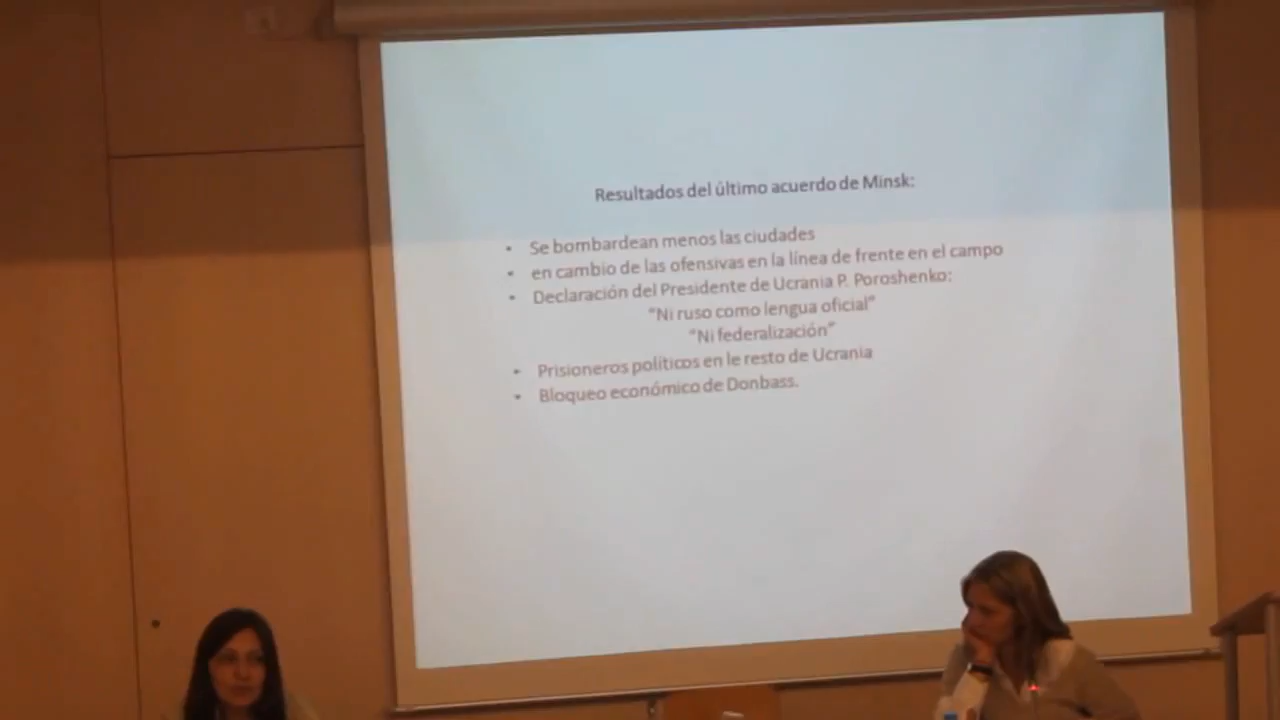 Resultados del último acuerdo de Minsk:
• Se bombardean menos las ciudades
• en cambio de las ofensivas en la línea de frente en el campo
• Declaración del Presidente de Ucrania P. Poroshenko:
“Ni ruso como lengua oficial”
“Ni federalización”
• Prisioneros políticos en le resto de Ucrania
• Bloqueo económico de Donbass.